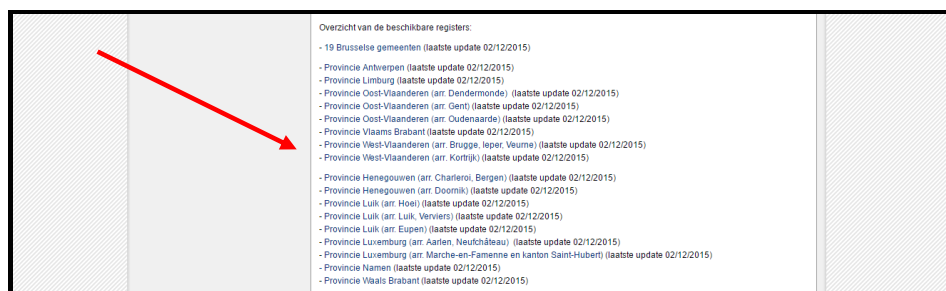 Overzicht van de beschikbare registers:
- 19 Brusselse gemeenten (laatste update 02/12/2015)
- Provincie Antwerpen (laatste update 02/12/2015)
- Provincie Limburg (laatste update 02/12/2015)
- Provincie Oost-Vlaanderen (arr. Dendermonde) (laatste update 02/12/2015)
- Provincie Oost-Vlaanderen (arr. Gent) (laatste update 02/12/2015)
- Provincie Oost-Vlaanderen (arr. Oudenaarde) (laatste update 02/12/2015)
- Provincie Vlaams Brabant (laatste update 02/12/2015)
- Provincie West-Vlaanderen (arr. Brugge, Ieper, Veurne) (laatste update 02/12/2015)
- Provincie West-Vlaanderen (arr. Kortrijk) (laatste update 02/12/2015)
- Provincie Henegouwen (arr. Charleroi, Bergen) (laatste update 02/12/2015)
- Provincie Henegouwen (arr. Doornik) (laatste update 02/12/2015)
- Provincie Luik (arr. Hoei) (laatste update 02/12/2015)
- Provincie Luik (arr. Luik, Verviers) (laatste update 02/12/2015)
- Provincie Luik (arr. Eupen) (laatste update 02/12/2015)
- Provincie Luxemburg (arr. Aarlen, Neufchâteau) (laatste update 02/12/2015)
- Provincie Luxemburg (arr. Marche-en-Famenne en kanton Saint-Hubert) (laatste update 02/12/2015)
- Provincie Namen (laatste update 02/12/2015)
- Provincie Waals Brabant (laatste update 02/12/2015)